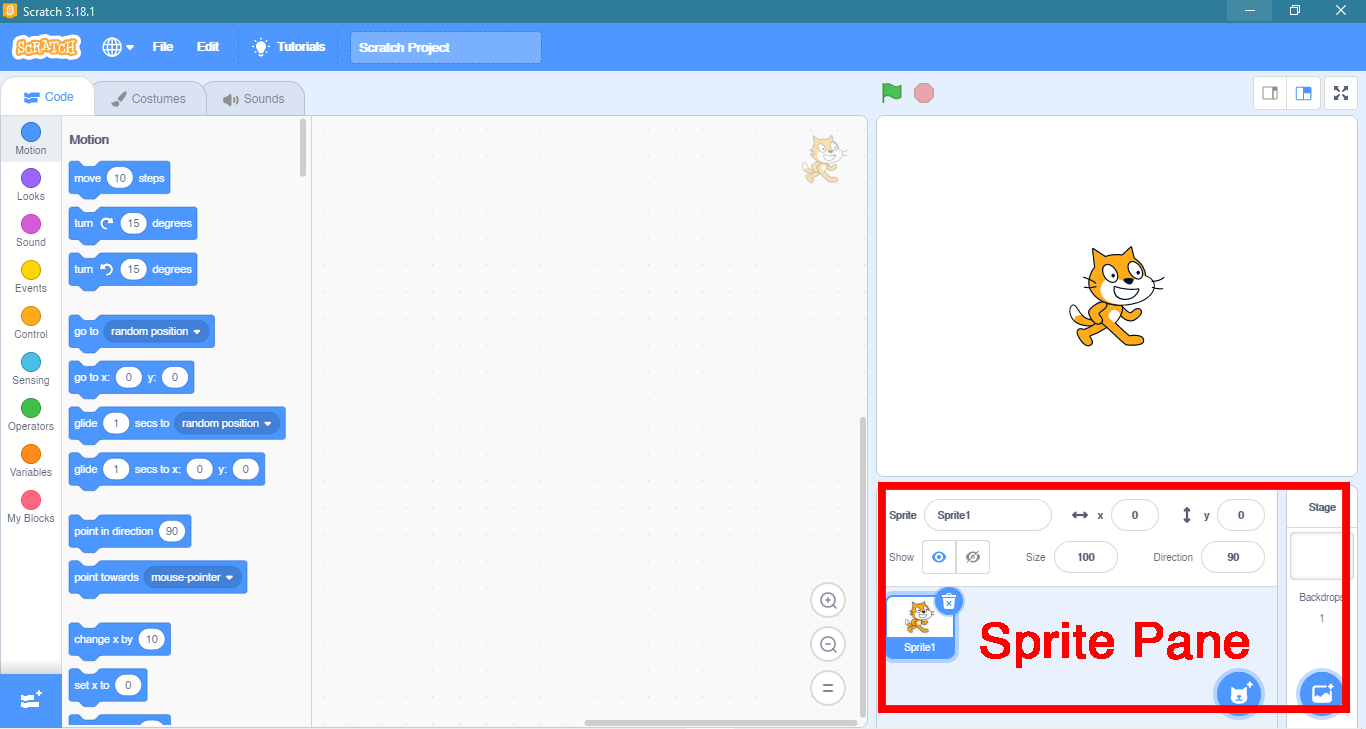 Scratch 3.18.1
SCRATCH
File Edit Tutorials Scratch Project
Code Costumes Sounds
Motion
Looks
Sound
Events
Control
Sensing
Operators
Variables
My Blocks
Motion
move 10 steps
turn 15 degrees
turn 15 degrees
go to random position
go to x: 0 y: 0
glide 1 secs to random position
glide 1 secs to x: 0 y: 0
point in direction 90
point towards mouse-pointer
change x by 10
set x to 0
Sprite Sprite1 x 0 y 0
Show Size 100 Direction 90
Sprite1
Sprite Pane
Stage
Backdrops
1